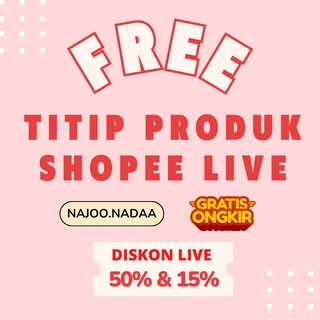 FREE
TITIP PRODUK
SHOPEE LIVE
NAJOO.NADAA
GRATIS
ONGKIR
DISKON LIVE
50% & 15%